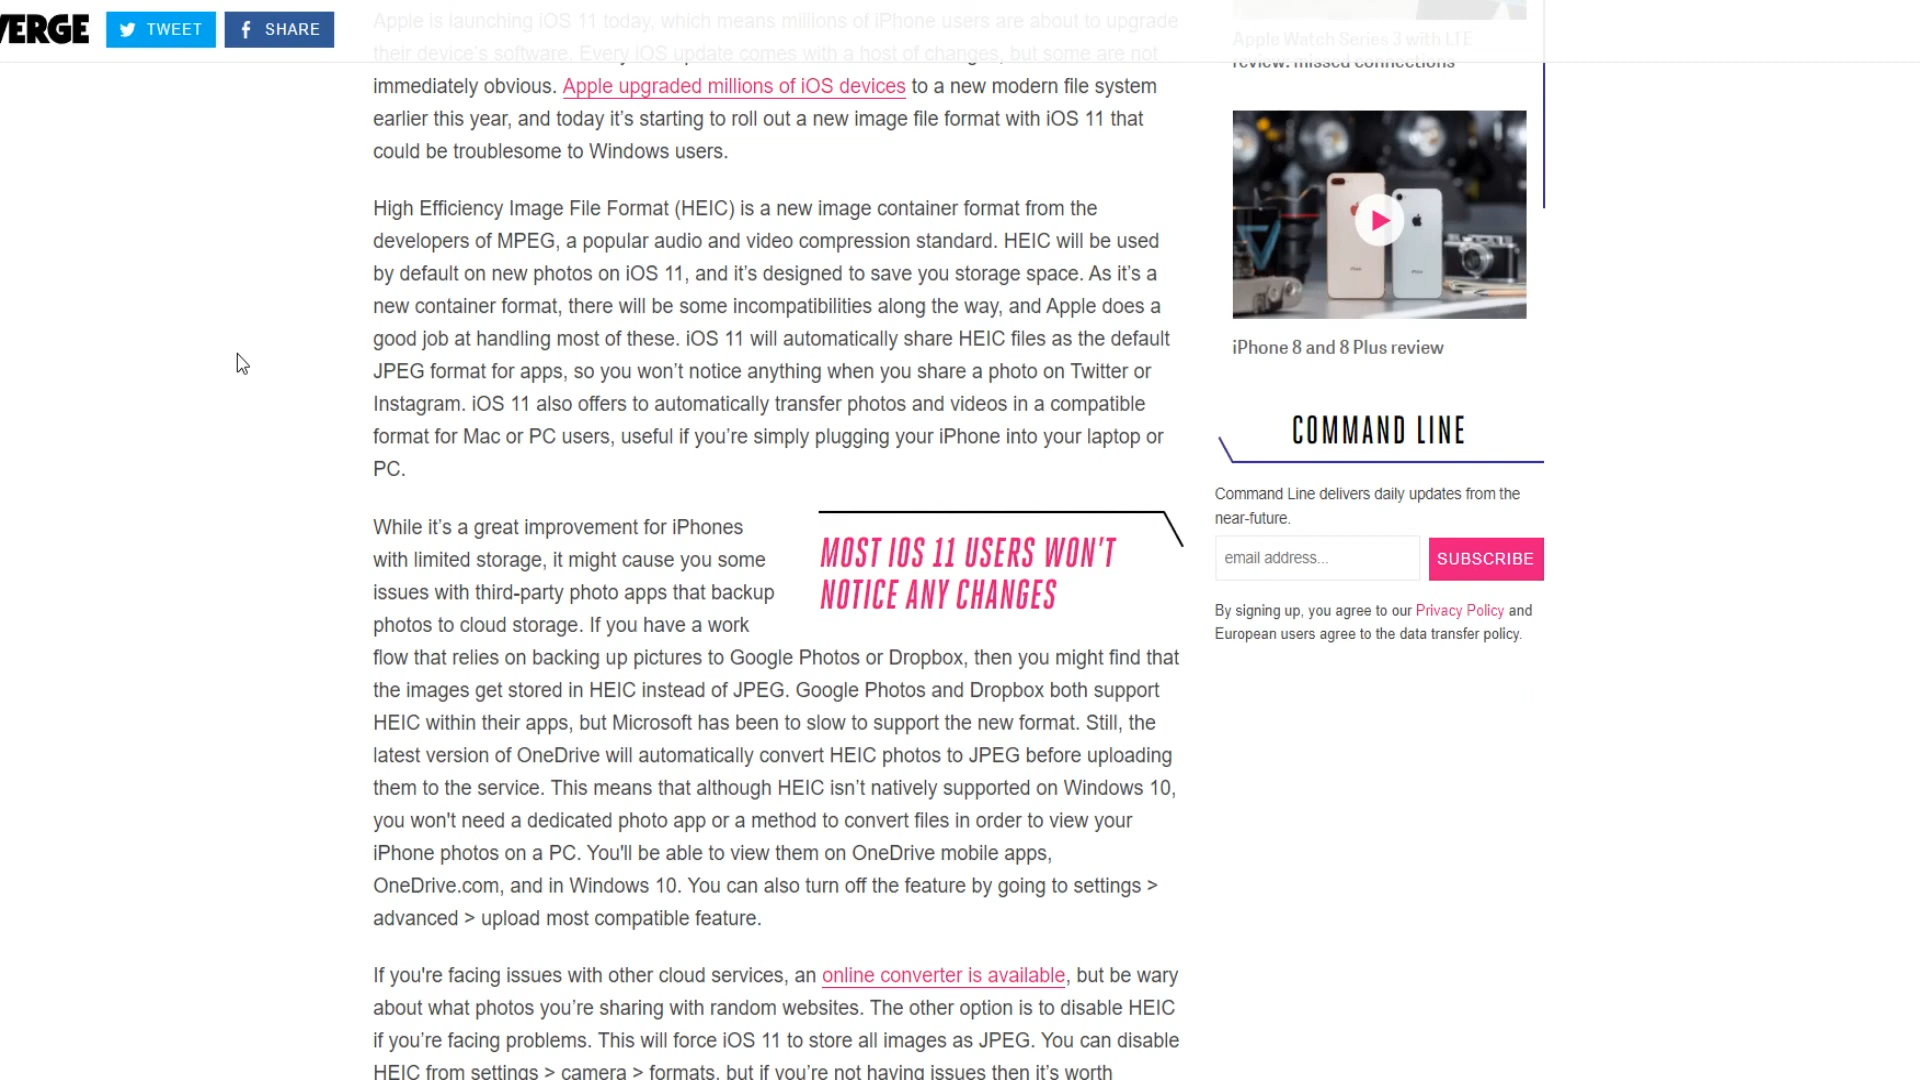 VERGE
TWEET
SHARE
Apple is launching iOS 11 today, which means millions of iPhone users are about to upgrade
their device's software. Every iOS update comes with a host of changes, but some are not
immediately obvious. Apple upgraded millions of iOS devices to a new modern file system
earlier this year, and today it’s starting to roll out a new image file format with iOS 11 that
could be troublesome to Windows users.
High Efficiency Image File Format (HEIC) is a new image container format from the
developers of MPEG, a popular audio and video compression standard. HEIC will be used
by default on new photos on iOS 11, and it’s designed to save you storage space. As it’s a
new container format, there will be some incompatibilities along the way, and Apple does a
good job at handling most of these. iOS 11 will automatically share HEIC files as the default
JPEG format for apps, so you won’t notice anything when you share a photo on Twitter or
Instagram. iOS 11 also offers to automatically transfer photos and videos in a compatible
format for Mac or PC users, useful if you’re simply plugging your iPhone into your laptop or
PC.
While it’s a great improvement for iPhones
with limited storage, it might cause you some
issues with third-party photo apps that backup
photos to cloud storage. If you have a work
flow that relies on backing up pictures to Google Photos or Dropbox, then you might find that
the images get stored in HEIC instead of JPEG. Google Photos and Dropbox both support
HEIC within their apps, but Microsoft has been to slow to support the new format. Still, the
latest version of OneDrive will automatically convert HEIC photos to JPEG before uploading
them to the service. This means that although HEIC isn’t natively supported on Windows 10,
you won't need a dedicated photo app or a method to convert files in order to view your
iPhone photos on a PC. You'll be able to view them on OneDrive mobile apps,
OneDrive.com, and in Windows 10. You can also turn off the feature by going to settings >
advanced > upload most compatible feature.
If you're facing issues with other cloud services, an online converter is available, but be wary
about what photos you’re sharing with random websites. The other option is to disable HEIC
if you’re facing problems. This will force iOS 11 to store all images as JPEG. You can disable
HEIC from settings > camera > formats, but if you’re not having issues then it’s worth
MOST IOS 11 USERS WON'T
NOTICE ANY CHANGES
Apple Watch Series 3 with LTE
review: missed connections
iPhone 8 and 8 Plus review
COMMAND LINE
Command Line delivers daily updates from the
near-future.
email address...
SUBSCRIBE
By signing up, you agree to our Privacy Policy and
European users agree to the data transfer policy.